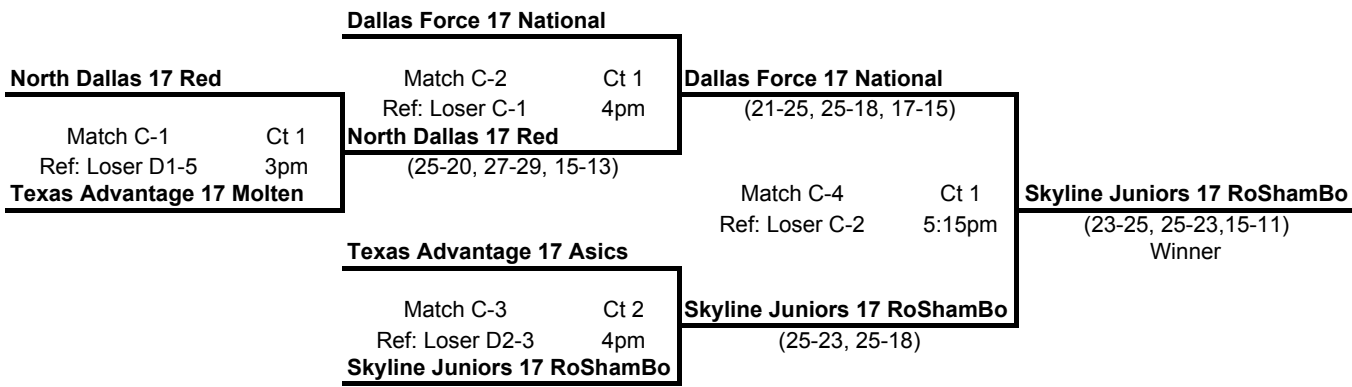 Dallas Force 17 National
North Dallas 17 Red
Match C-2 Ct 1
Dallas Force 17 National
Ref: Loser C-1 4pm
(21-25, 25-18, 17-15)
Match C-1 Ct 1
North Dallas 17 Red
Ref: Loser D1-5 3pm
(25-20, 27-29, 15-13)
Texas Advantage 17 Molten
Match C-4 Ct 1
Skyline Juniors 17 RoShamBo
Ref: Loser C-2 5:15pm
(23-25, 25-23,15-11)
Texas Advantage 17 Asics
Winner
Match C-3 Ct 2
Skyline Juniors 17 RoShamBo
Ref: Loser D2-3 4pm
(25-23, 25-18)
Skyline Juniors 17 RoShamBo